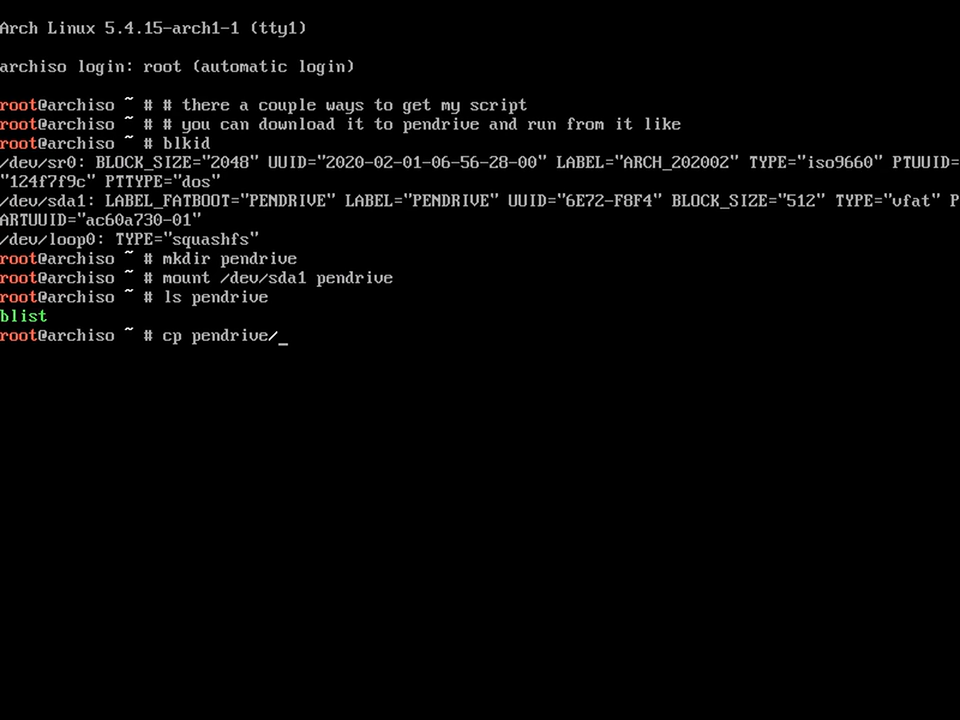 Arch Linux 5.4.15-arch1-1 (tty1)
archiso login: root (automatic login)
root@archiso ~ # # there a couple ways to get my script
root@archiso ~ # # you can download it to pendrive and run from it like
root@archiso ~ # blkid
/dev/sr0: BLOCK_SIZE="2048" UUID="2020-02-01-06-56-28-00" LABEL="ARCH_202002" TYPE="iso9660" PTUUID=
"124f7f9c" PTTYPE="dos"
/dev/sda1: LABEL_FATBOOT="PENDRIVE" LABEL="PENDRIVE" UUID="6E72-F8F4" BLOCK_SIZE="512" TYPE="vfat" P
ARTUUID="ac60a730-01"
/dev/loop0: TYPE="squashfs"
root@archiso ~ # mkdir pendrive
root@archiso ~ # mount /dev/sda1 pendrive
root@archiso ~ # ls pendrive
blist
root@archiso ~ # cp pendrive/_